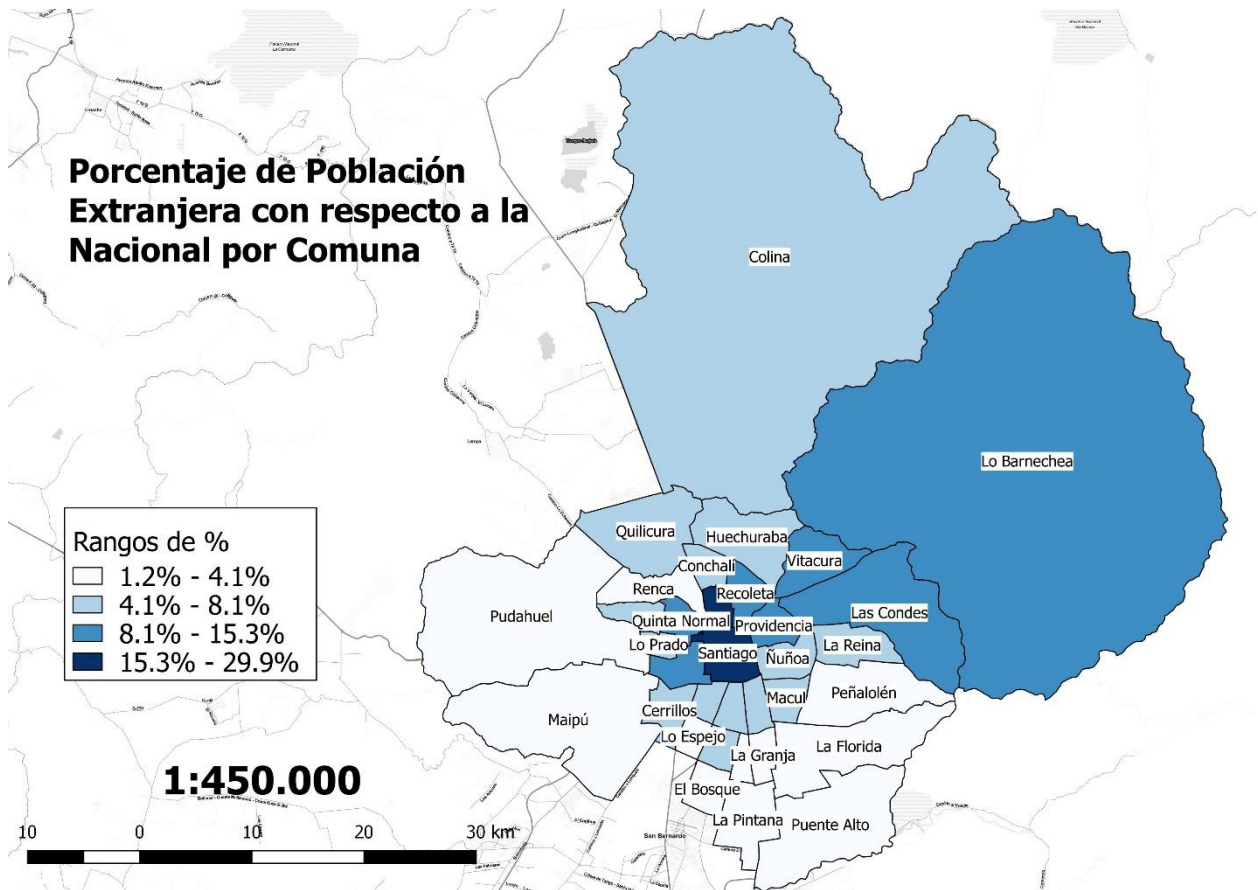 Porcentaje de Población
Extranjera con respecto a la
Nacional por Comuna
Colina
Lo Barnechea
Quilicura
Huechuraba
Vitacura
Conchalí
Renca
Recoleta
Las Condes
Pudahuel
Quinta Normal
Providencia
Lo Prado
Santiago
Ñuñoa
La Reina
Macul
Peñalolén
Cerrillos
Maipú
Lo Espejo
La Granja
La Florida
El Bosque
La Pintana
Puente Alto
San Bernardo
Lampa
Rangos de %
1.2% - 4.1%
4.1% - 8.1%
8.1% - 15.3%
15.3% - 29.9%
1:450.000
10 0 10 20 30 km